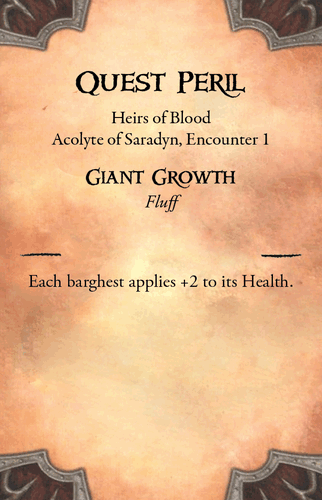 Quest Peril
Heirs of Blood
Acolyte of Saradyn, Encounter 1
Giant Growth
Fluff
Each barghest applies +2 to its Health.